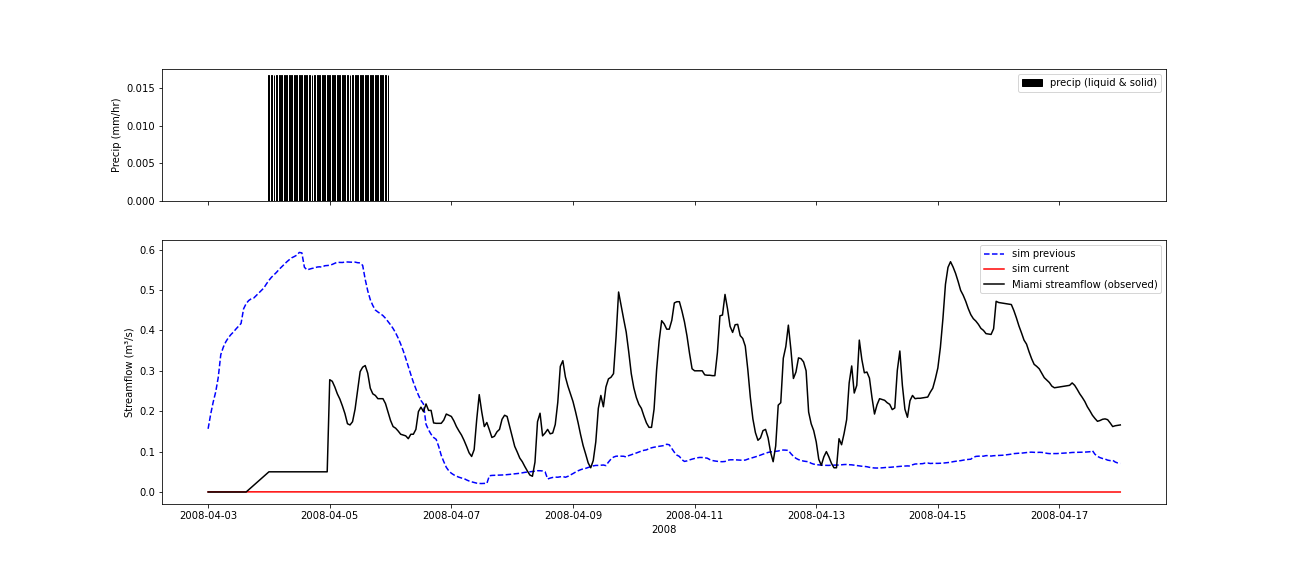 precip (liquid & solid)
Precip (mm/hr)
0.015
0.010
0.005
0.000
sim previous
sim current
Miami streamflow (observed)
Streamflow (m³/s)
0.6
0.5
0.4
0.3
0.2
0.1
0.0
2008-04-03 2008-04-05 2008-04-07 2008-04-09 2008-04-11 2008-04-13 2008-04-15 2008-04-17
2008